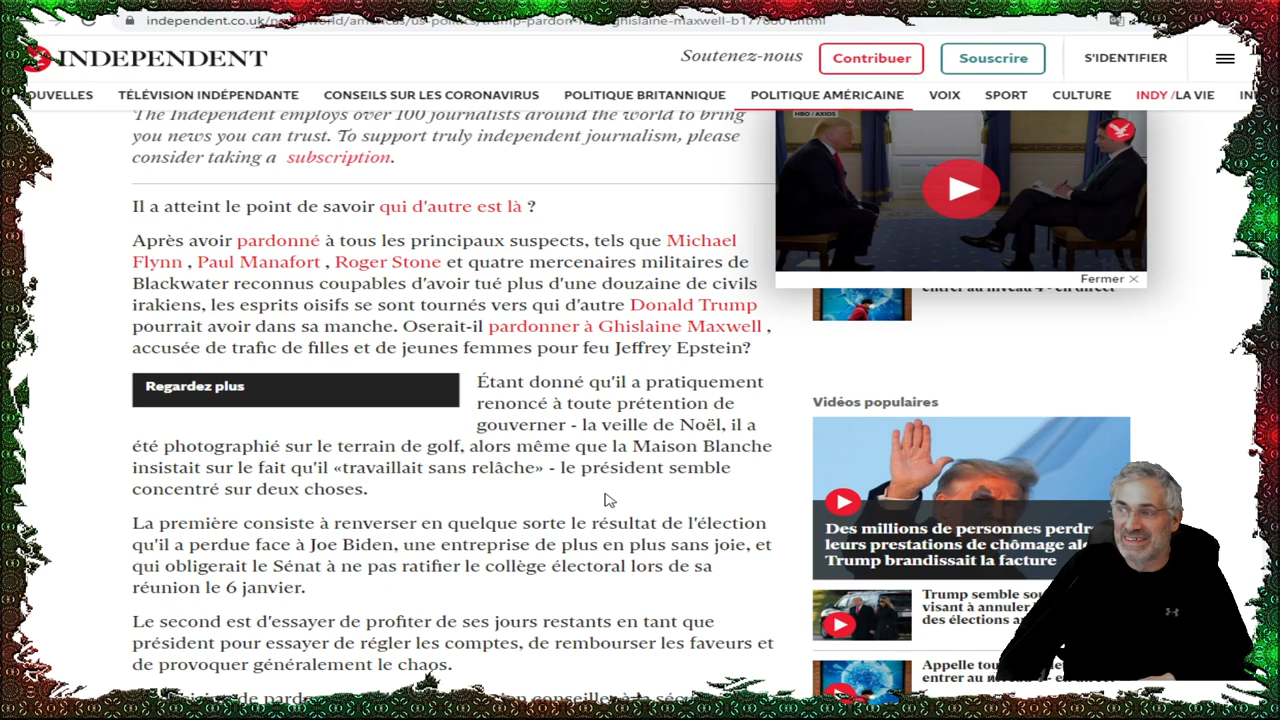 independent.co.uk/
INDEPENDENT
Soutenez-nous
Contribuer
Souscrire
S'IDENTIFIER
TÉLÉVISION INDÉPENDANTE
CONSEILS SUR LES CORONAVIRUS
POLITIQUE BRITANNIQUE
POLITIQUE AMÉRICAINE
VOIX
SPORT
CULTURE
INDY /LA VIE
The Independent employs over 100 journalists around the world to bring
you news you can trust. To support truly independent journalism, please
consider taking a subscription.
HBO / AXIOS
Fermer ×
Il a atteint le point de savoir qui d'autre est là ?
Après avoir pardonné à tous les principaux suspects, tels que Michael
Flynn , Paul Manafort , Roger Stone et quatre mercenaires militaires de
Blackwater reconnus coupables d'avoir tué plus d'une douzaine de civils
irakiens, les esprits oisifs se sont tournés vers qui d'autre Donald Trump
pourrait avoir dans sa manche. Oserait-il pardonner à Ghislaine Maxwell ,
accusée de trafic de filles et de jeunes femmes pour feu Jeffrey Epstein?
Regardez plus
Étant donné qu'il a pratiquement
renoncé à toute prétention de
gouverner - la veille de Noël, il a
été photographié sur le terrain de golf, alors même que la Maison Blanche
insistait sur le fait qu'il «travaillait sans relâche» - le président semble
concentré sur deux choses.
La première consiste à renverser en quelque sorte le résultat de l'élection
qu'il a perdue face à Joe Biden, une entreprise de plus en plus sans joie, et
qui obligerait le Sénat à ne pas ratifier le collège électoral lors de sa
réunion le 6 janvier.
Le second est d'essayer de profiter de ses jours restants en tant que
président pour essayer de régler les comptes, de rembourser les faveurs et
de provoquer généralement le chaos.
entrer au niveau 4 - en direct
Vidéos populaires
Des millions de personnes
leurs prestations de chômage
Trump brandissait la facture
Trump semble
visant à annuler
des élections
Appelle
entrer au